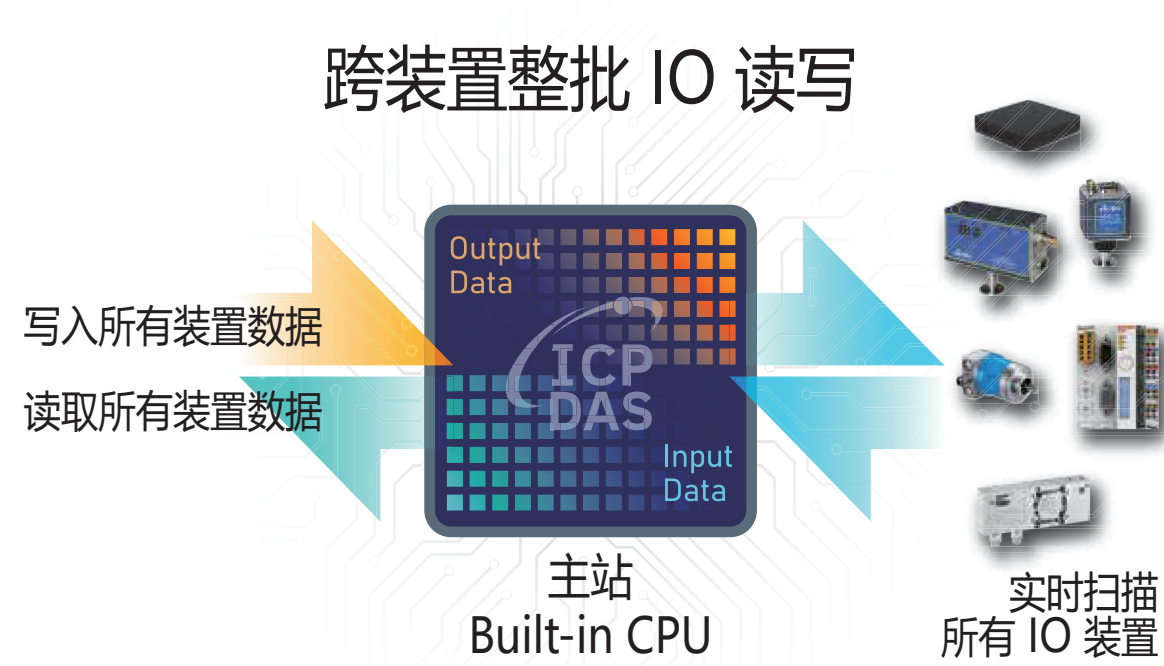 跨装置整批 IO 读写
Output
Data
ICP
DAS
写入所有装置数据
读取所有装置数据
Input
Data
主站
Built-in CPU
实时扫描
所有 IO 装置